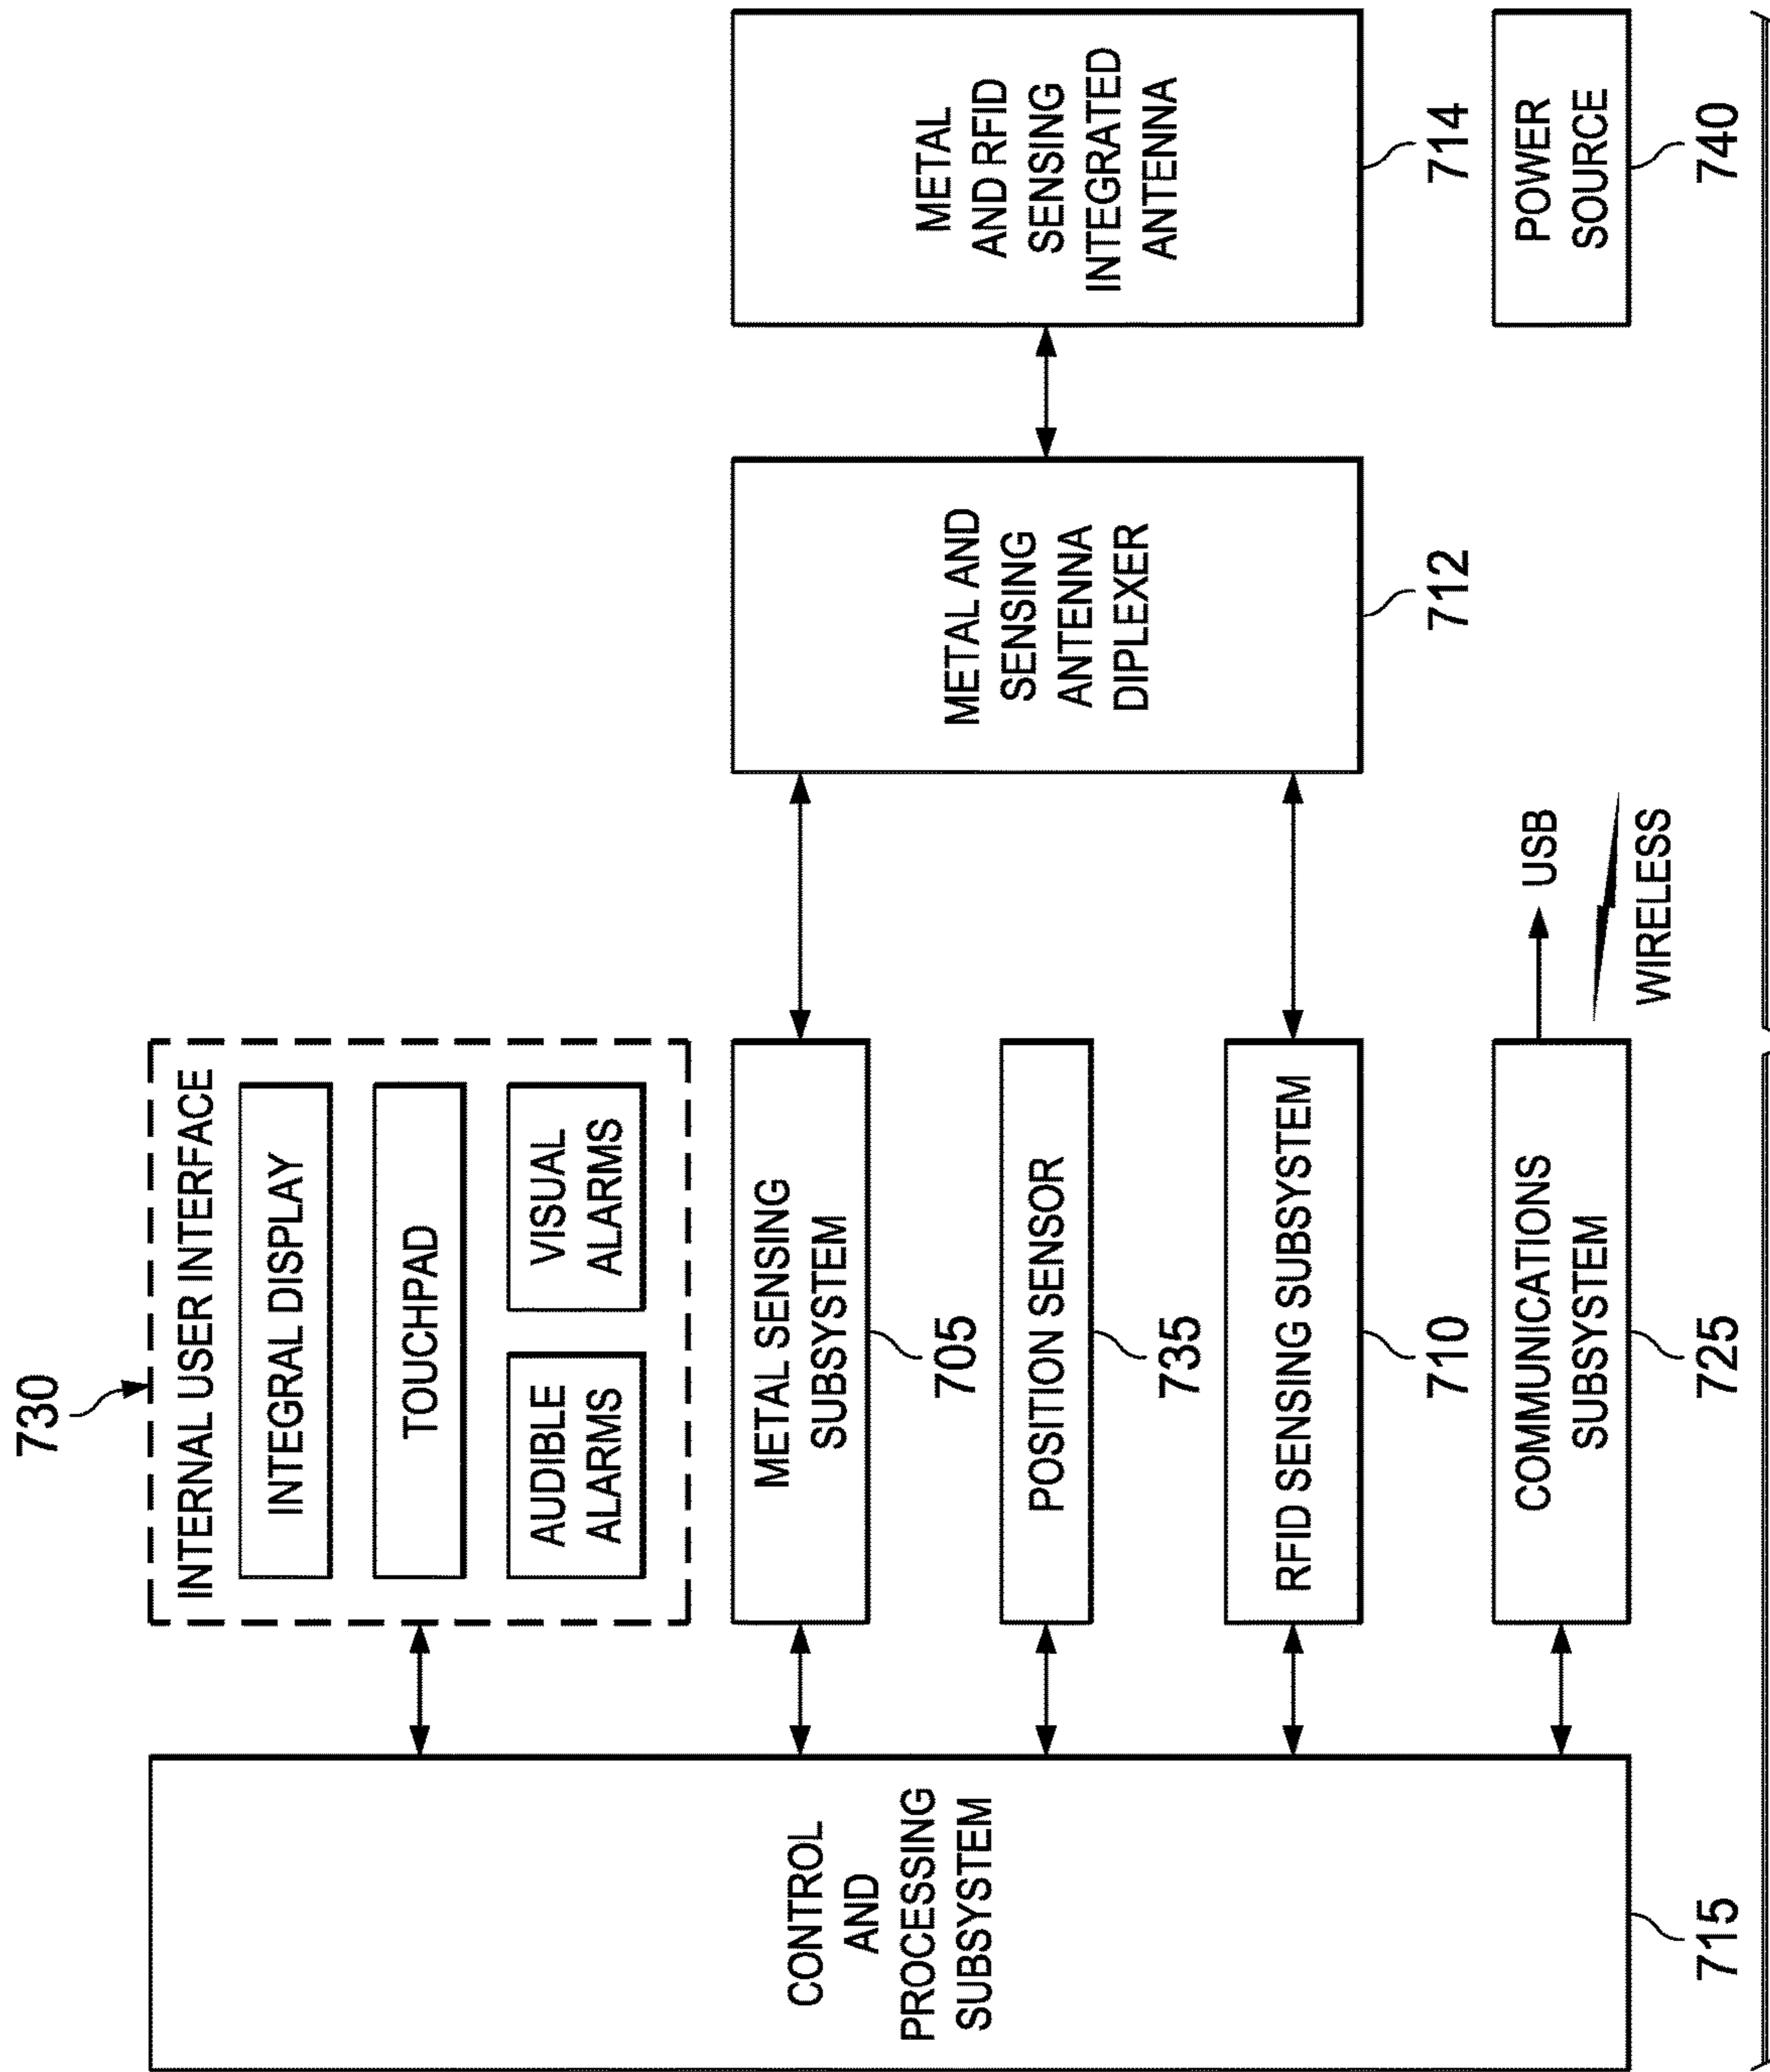 730
INTERNAL USER INTERFACE
INTEGRAL DISPLAY
TOUCHPAD
AUDIBLE
ALARMS
VISUAL
ALARMS
CONTROL
AND
PROCESSING
SUBSYSTEM
715
METAL SENSING
SUBSYSTEM
705
POSITION SENSOR
735
RFID SENSING SUBSYSTEM
710
COMMUNICATIONS
SUBSYSTEM
725
USB
WIRELESS
METAL AND
SENSING
ANTENNA
DIPLEXER
712
METAL
AND RFID
SENSING
INTEGRATED
ANTENNA
714
POWER
SOURCE
740